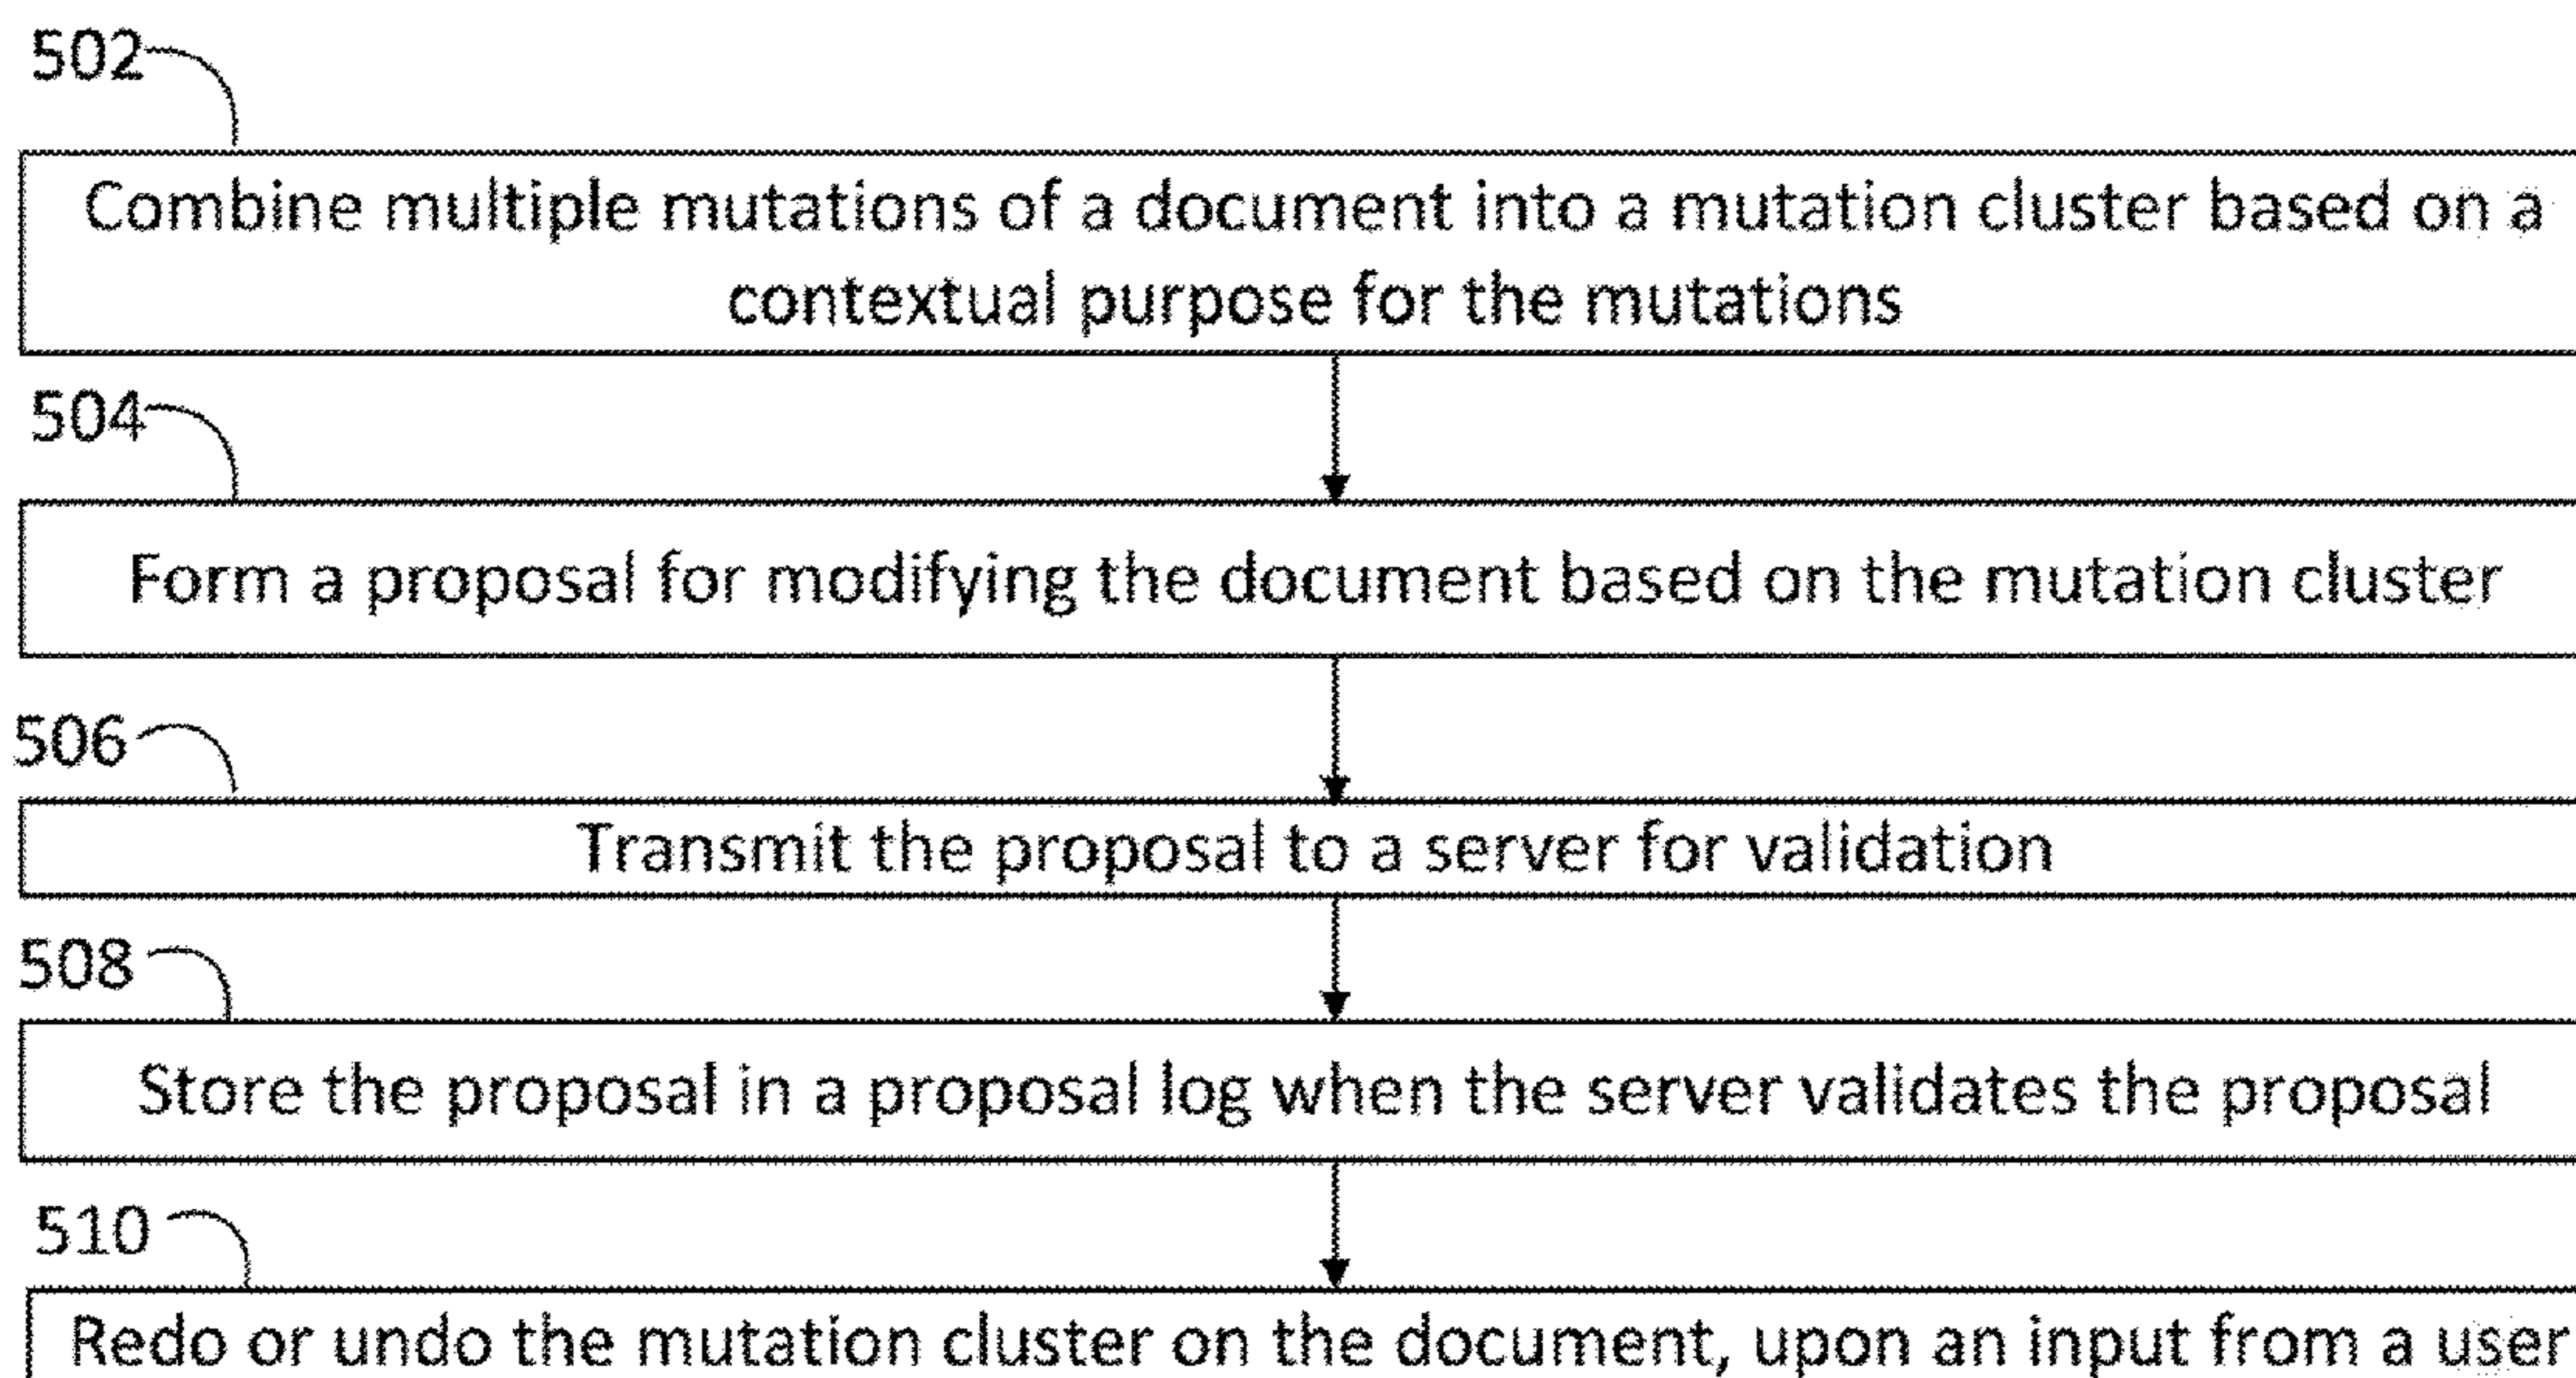 502
Combine multiple mutations of a document into a mutation cluster based on a
contextual purpose for the mutations
504
Form a proposal for modifying the document based on the mutation cluster
506
Transmit the proposal to a server for validation
508
Store the proposal in a proposal log when the server validates the proposal
510
Redo or undo the mutation cluster on the document, upon an input from a user